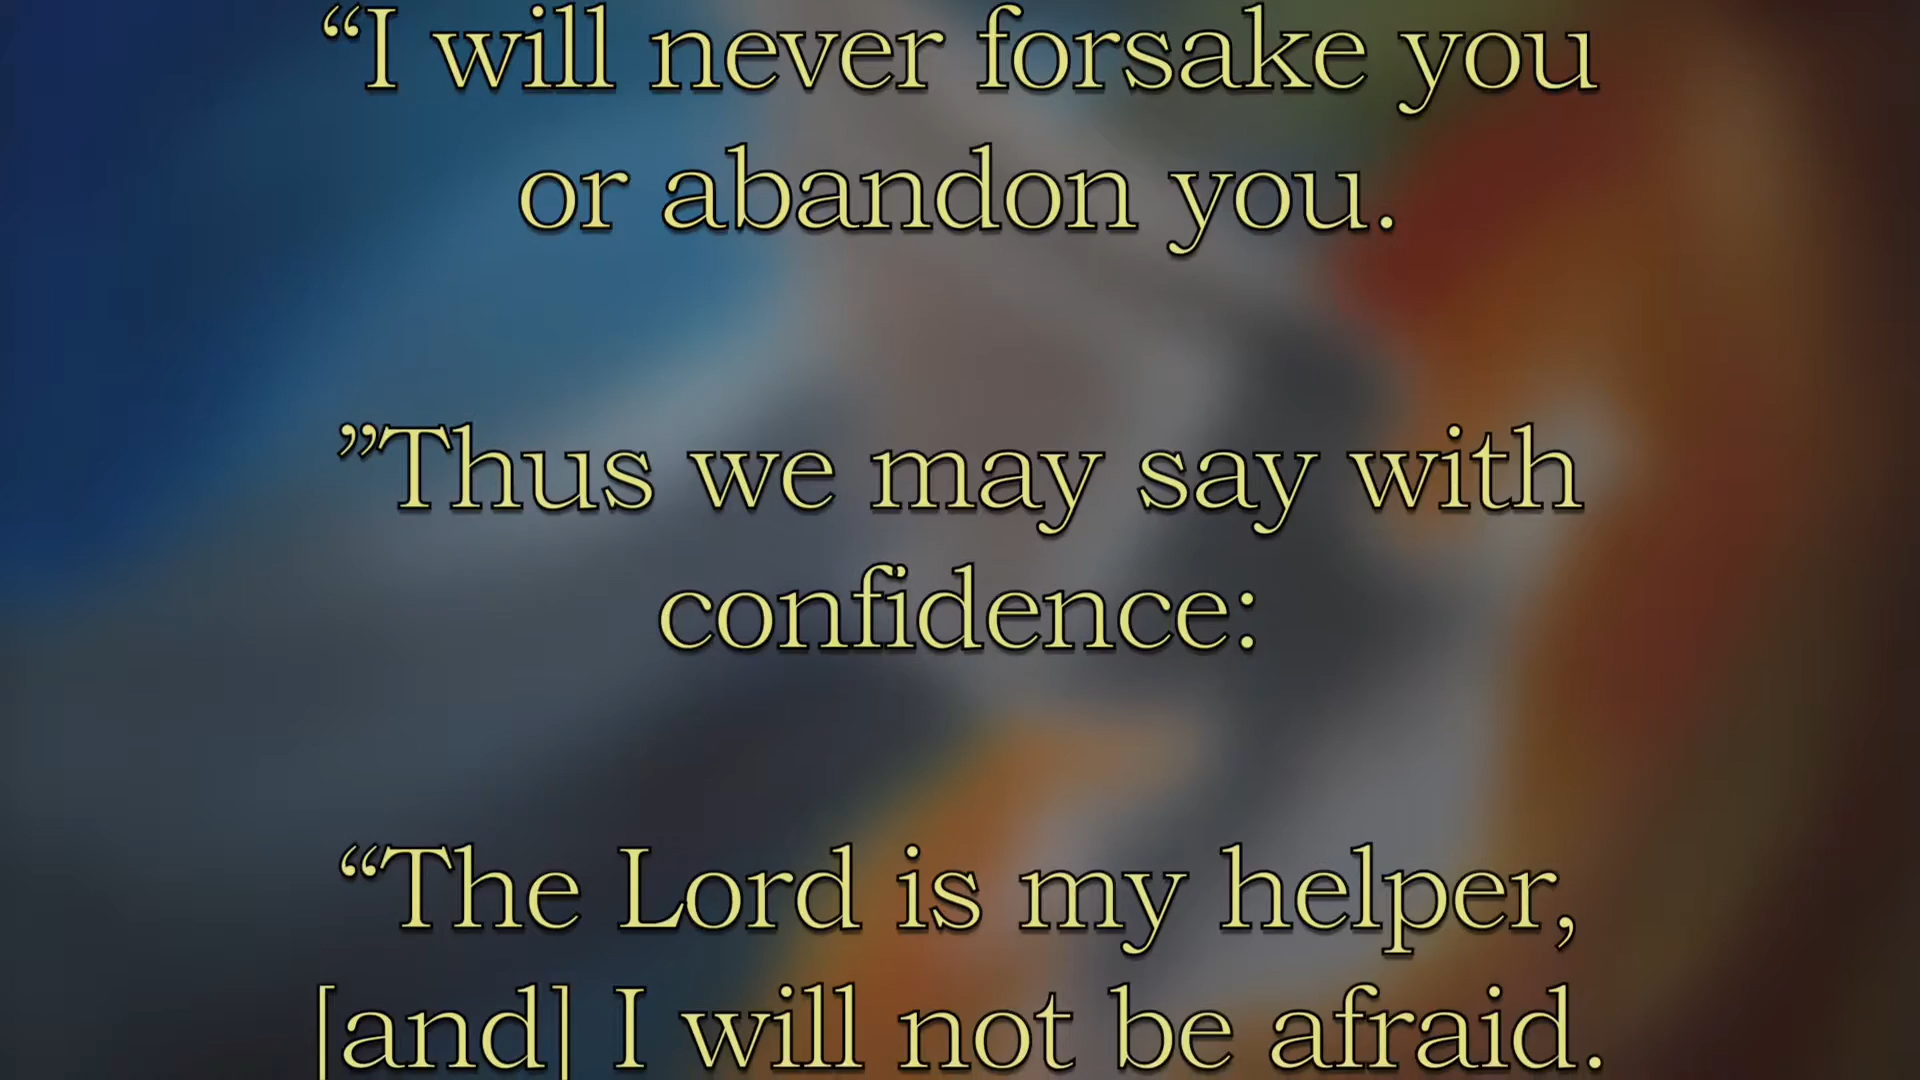 “I will never forsake you
or abandon you.
”Thus we may say with
confidence:
“The Lord is my helper,
[and] I will not be afraid.